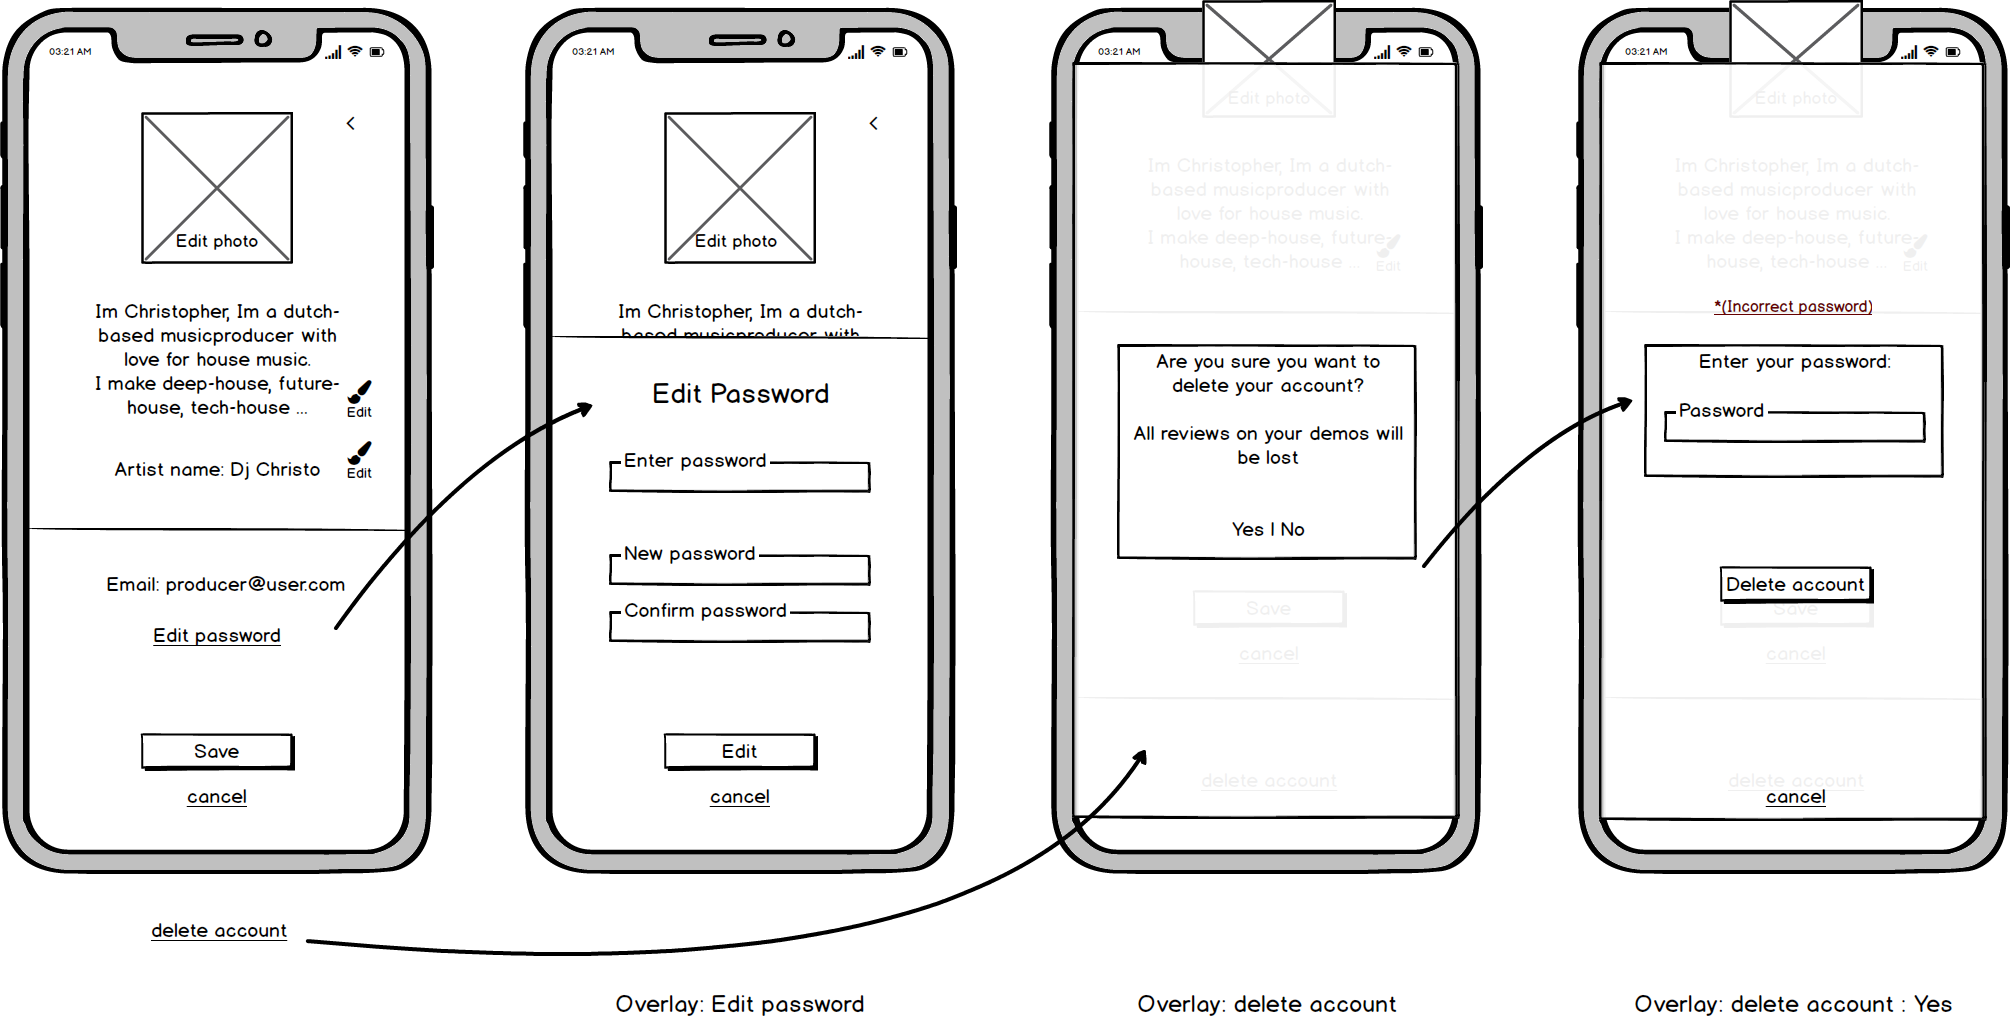 03:21 AM
Edit photo
Im Christopher, Im a dutch-
based musicproducer with
love for house music.
I make deep-house, future-
house, tech-house ...
Edit
Artist name: Dj Christo
Edit
Email: producer@user.com
Edit password
Save
cancel
delete account
03:21 AM
Edit photo
Im Christopher, Im a dutch-
based musicproducer with
Edit Password
Enter password
New password
Confirm password
Edit
cancel
Overlay: Edit password
03:21 AM
Edit photo
Im Christopher, Im a dutch-
based musicproducer with
love for house music.
I make deep-house, future-
house, tech-house ...
Edit
Are you sure you want to
delete your account?
All reviews on your demos will
be lost
Yes | No
Save
cancel
delete account
Overlay: delete account
03:21 AM
Edit photo
Im Christopher, Im a dutch-
based musicproducer with
love for house music.
I make deep-house, future-
house, tech-house ...
Edit
*(Incorrect password)
Enter your password:
Password
Delete account
Save
cancel
delete account
cancel
Overlay: delete account : Yes